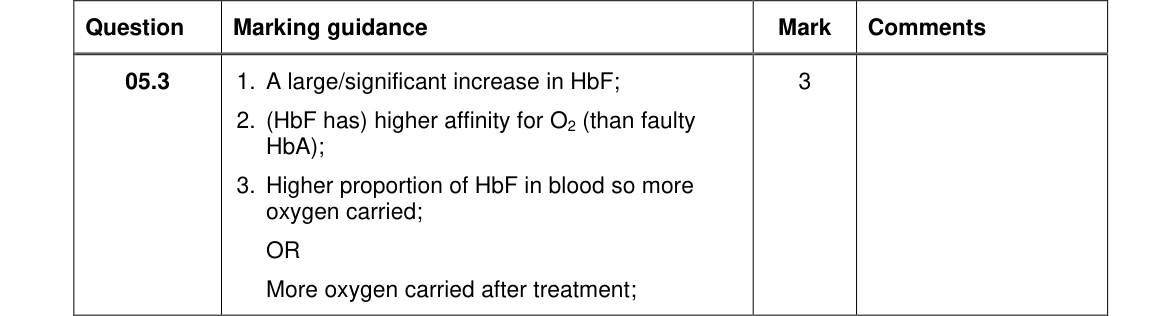 Question Marking guidance Mark Comments
05.3 1. A large/significant increase in HbF; 3
2. (HbF has) higher affinity for O₂ (than faulty
HbA);
3. Higher proportion of HbF in blood so more
oxygen carried;
OR
More oxygen carried after treatment;